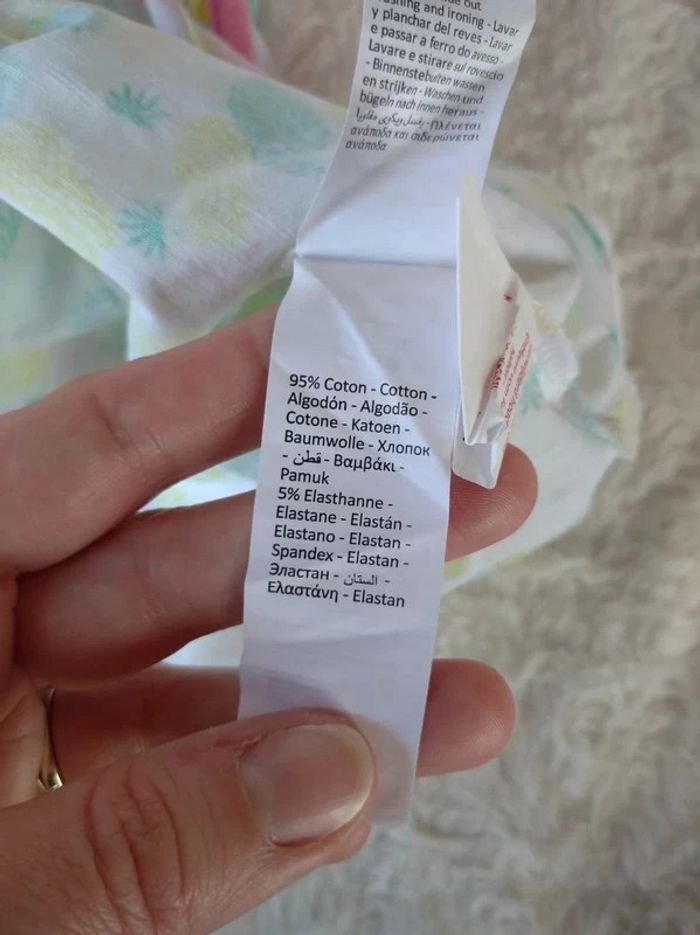 washing and ironing - Lavar
y planchar del reves - lavar
e passar a ferro do avesso -
Lavare e stirare sul rovescio
- Binnenstebuiten wassen
en strijken - Waschen und
bügeln nach innen heraus -
Πλένεται
ανάποδα και σιδερώνεται
ανάποδα
95% Coton - Cotton -
Algodón - Algodão -
Cotone - Katoen -
Baumwolle - Хлопок
- قطن - Βαμβάκι -
Pamuk
5% Elasthanne -
Elastane - Elastán -
Elastano - Elastan -
Spandex - Elastan -
Эластан - الستان -
Ελαστάνη - Elastan